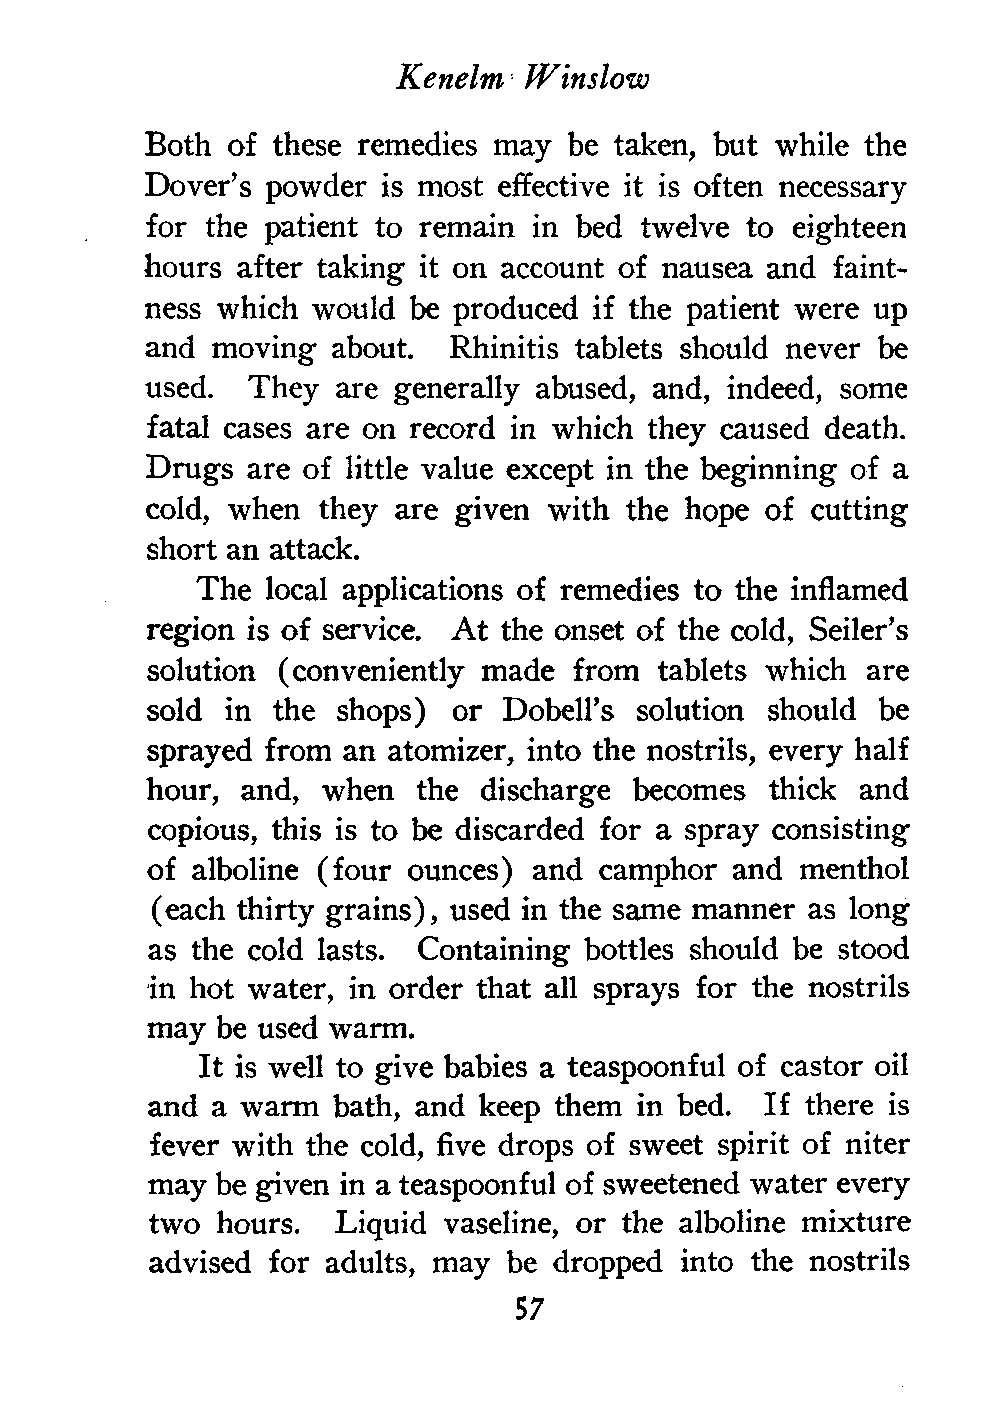 Kenelm Winslow
Both of these remedies may be taken, but while the
Dover's powder is most effective it is often necessary
for the patient to remain in bed twelve to eighteen
hours after taking it on account of nausea and faint-
ness which would be produced if the patient were up
and moving about. Rhinitis tablets should never be
used. They are generally abused, and, indeed, some
fatal cases are on record in which they caused death.
Drugs are of little value except in the beginning of a
cold, when they are given with the hope of cutting
short an attack.
The local applications of remedies to the inflamed
region is of service. At the onset of the cold, Seiler's
solution (conveniently made from tablets which are
sold in the shops) or Dobell's solution should be
sprayed from an atomizer, into the nostrils, every half
hour, and, when the discharge becomes thick and
copious, this is to be discarded for a spray consisting
of alboline (four ounces) and camphor and menthol
(each thirty grains), used in the same manner as long
as the cold lasts. Containing bottles should be stood
in hot water, in order that all sprays for the nostrils
may be used warm.
It is well to give babies a teaspoonful of castor oil
and a warm bath, and keep them in bed. If there is
fever with the cold, five drops of sweet spirit of niter
may be given in a teaspoonful of sweetened water every
two hours. Liquid vaseline, or the alboline mixture
advised for adults, may be dropped into the nostrils
57